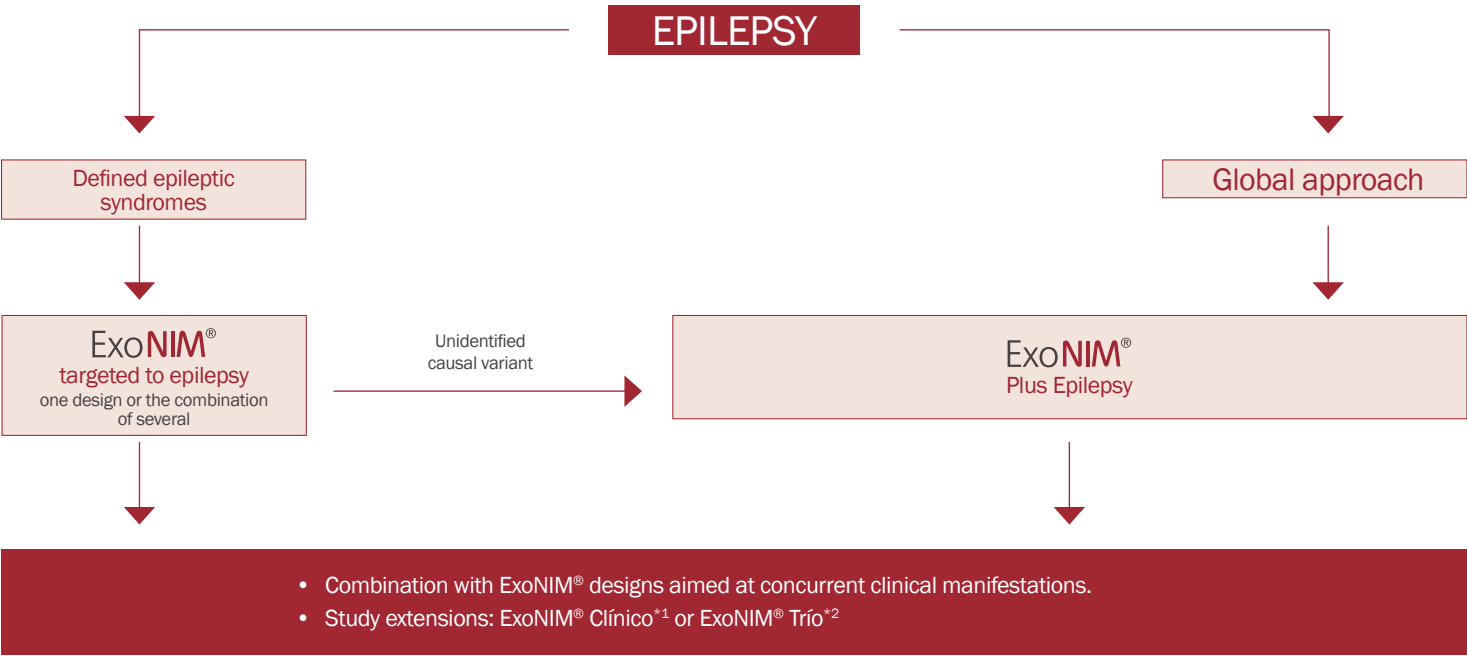 EPILEPSY
Defined epileptic
syndromes
Global approach
ExoNIM®
targeted to epilepsy
one design or the combination
of several
Unidentified
causal variant
ExoNIM®
Plus Epilepsy
• Combination with ExoNIM® designs aimed at concurrent clinical manifestations.
• Study extensions: ExoNIM® Clínico*1 or ExoNIM® Trío*2